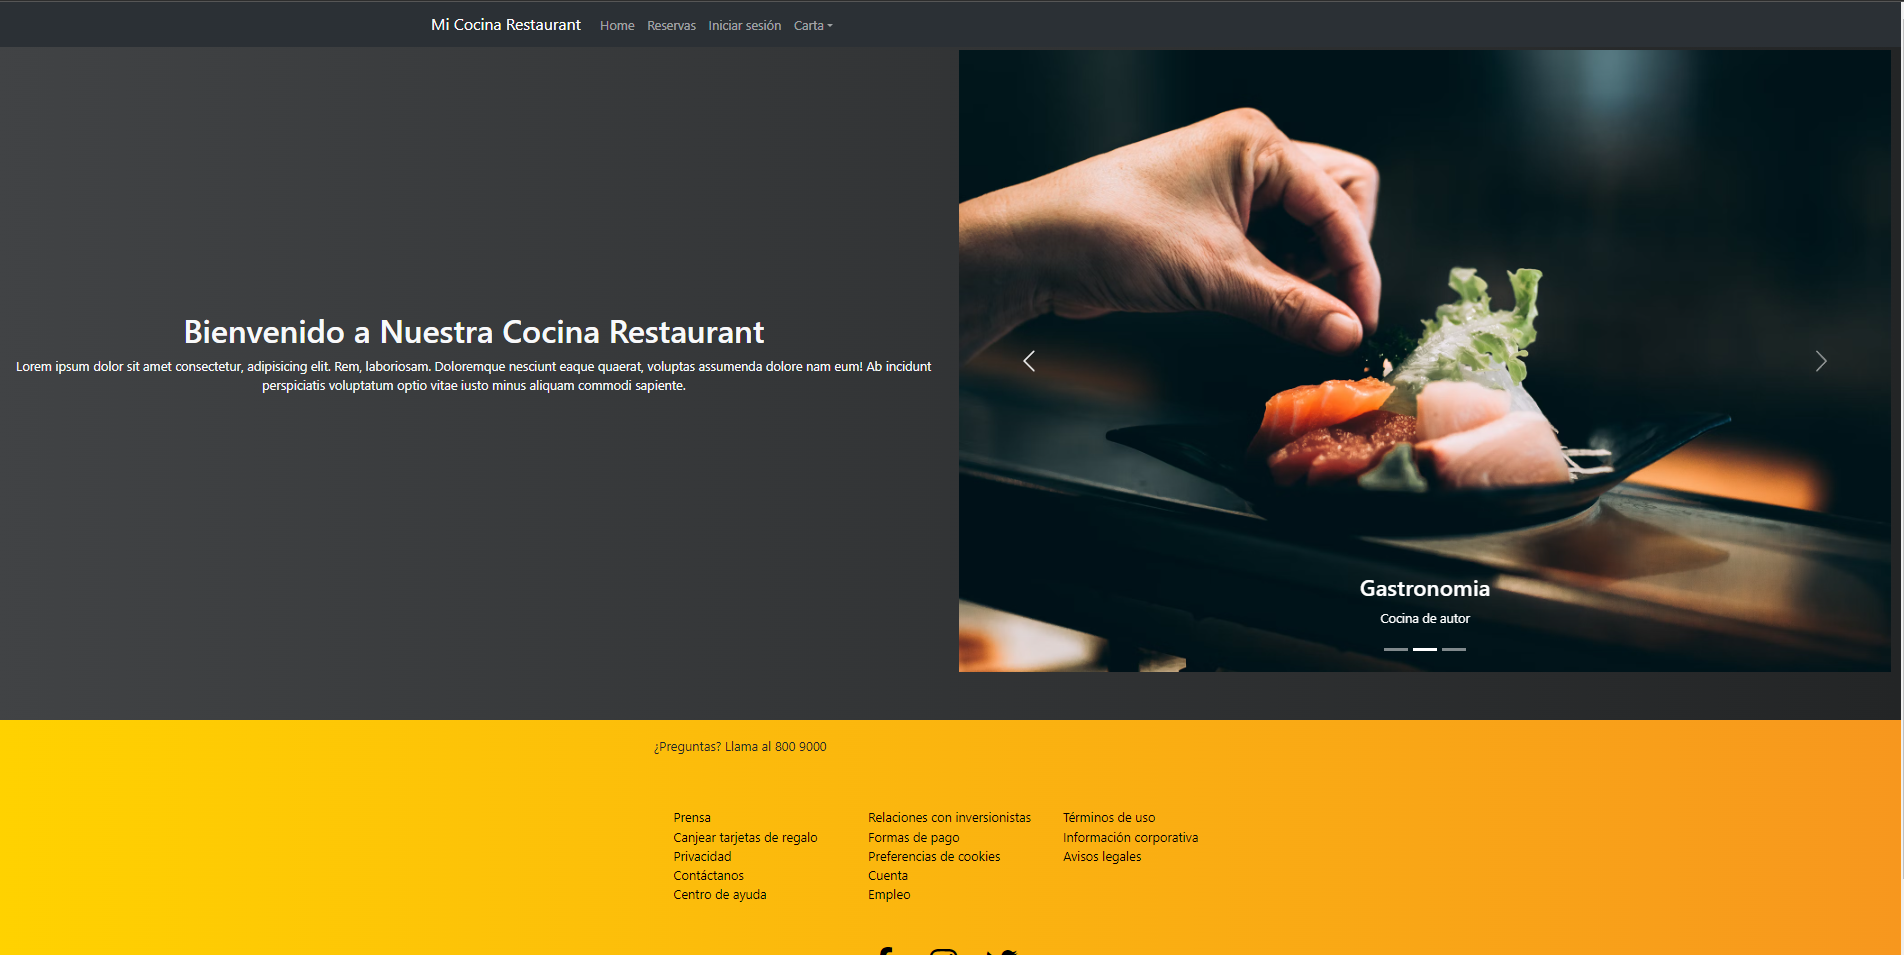 Mi Cocina Restaurant Home Reservas Iniciar sesión Carta
Bienvenido a Nuestra Cocina Restaurant
Lorem ipsum dolor sit amet consectetur, adipisicing elit. Rem, laboriosam. Doloremque nesciunt eaque quaerat, voluptas assumenda dolore nam eum! Ab incidunt
perspiciatis voluptatum optio vitae iusto minus aliquam commodi sapiente.
Gastronomia
Cocina de autor
¿Preguntas? Llama al 800 9000
Prensa
Canjear tarjetas de regalo
Privacidad
Contáctanos
Centro de ayuda
Relaciones con inversionistas
Formas de pago
Preferencias de cookies
Cuenta
Empleo
Términos de uso
Información corporativa
Avisos legales